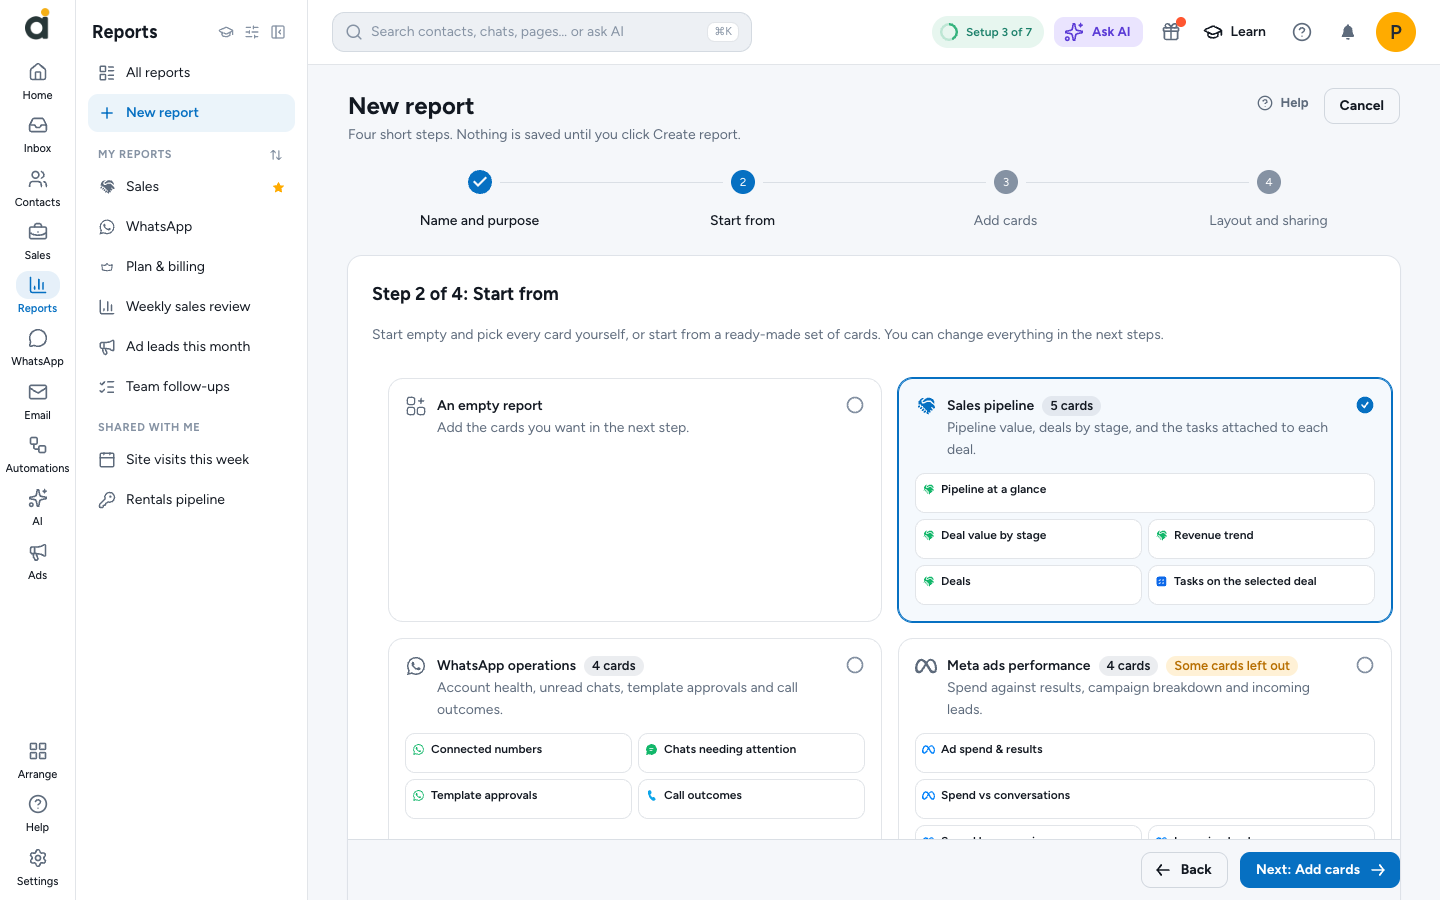 Reports
Search contacts, chats, pages... or ask AI
⌘K
Setup 3 of 7
Ask AI
Learn
P
Home
Inbox
Contacts
Sales
Reports
WhatsApp
Email
Automations
AI
Ads
Arrange
Help
Settings
All reports
New report
MY REPORTS
Sales
WhatsApp
Plan & billing
Weekly sales review
Ad leads this month
Team follow-ups
SHARED WITH ME
Site visits this week
Rentals pipeline
New report
Four short steps. Nothing is saved until you click Create report.
Help
Cancel
2
3
4
Name and purpose
Start from
Add cards
Layout and sharing
Step 2 of 4: Start from
Start empty and pick every card yourself, or start from a ready-made set of cards. You can change everything in the next steps.
An empty report
Add the cards you want in the next step.
Sales pipeline
5 cards
Pipeline value, deals by stage, and the tasks attached to each
deal.
Pipeline at a glance
Deal value by stage
Revenue trend
Deals
Tasks on the selected deal
WhatsApp operations
4 cards
Account health, unread chats, template approvals and call
outcomes.
Connected numbers
Chats needing attention
Template approvals
Call outcomes
Meta ads performance
4 cards
Some cards left out
Spend against results, campaign breakdown and incoming
leads.
Ad spend & results
Spend vs conversations
Back
Next: Add cards